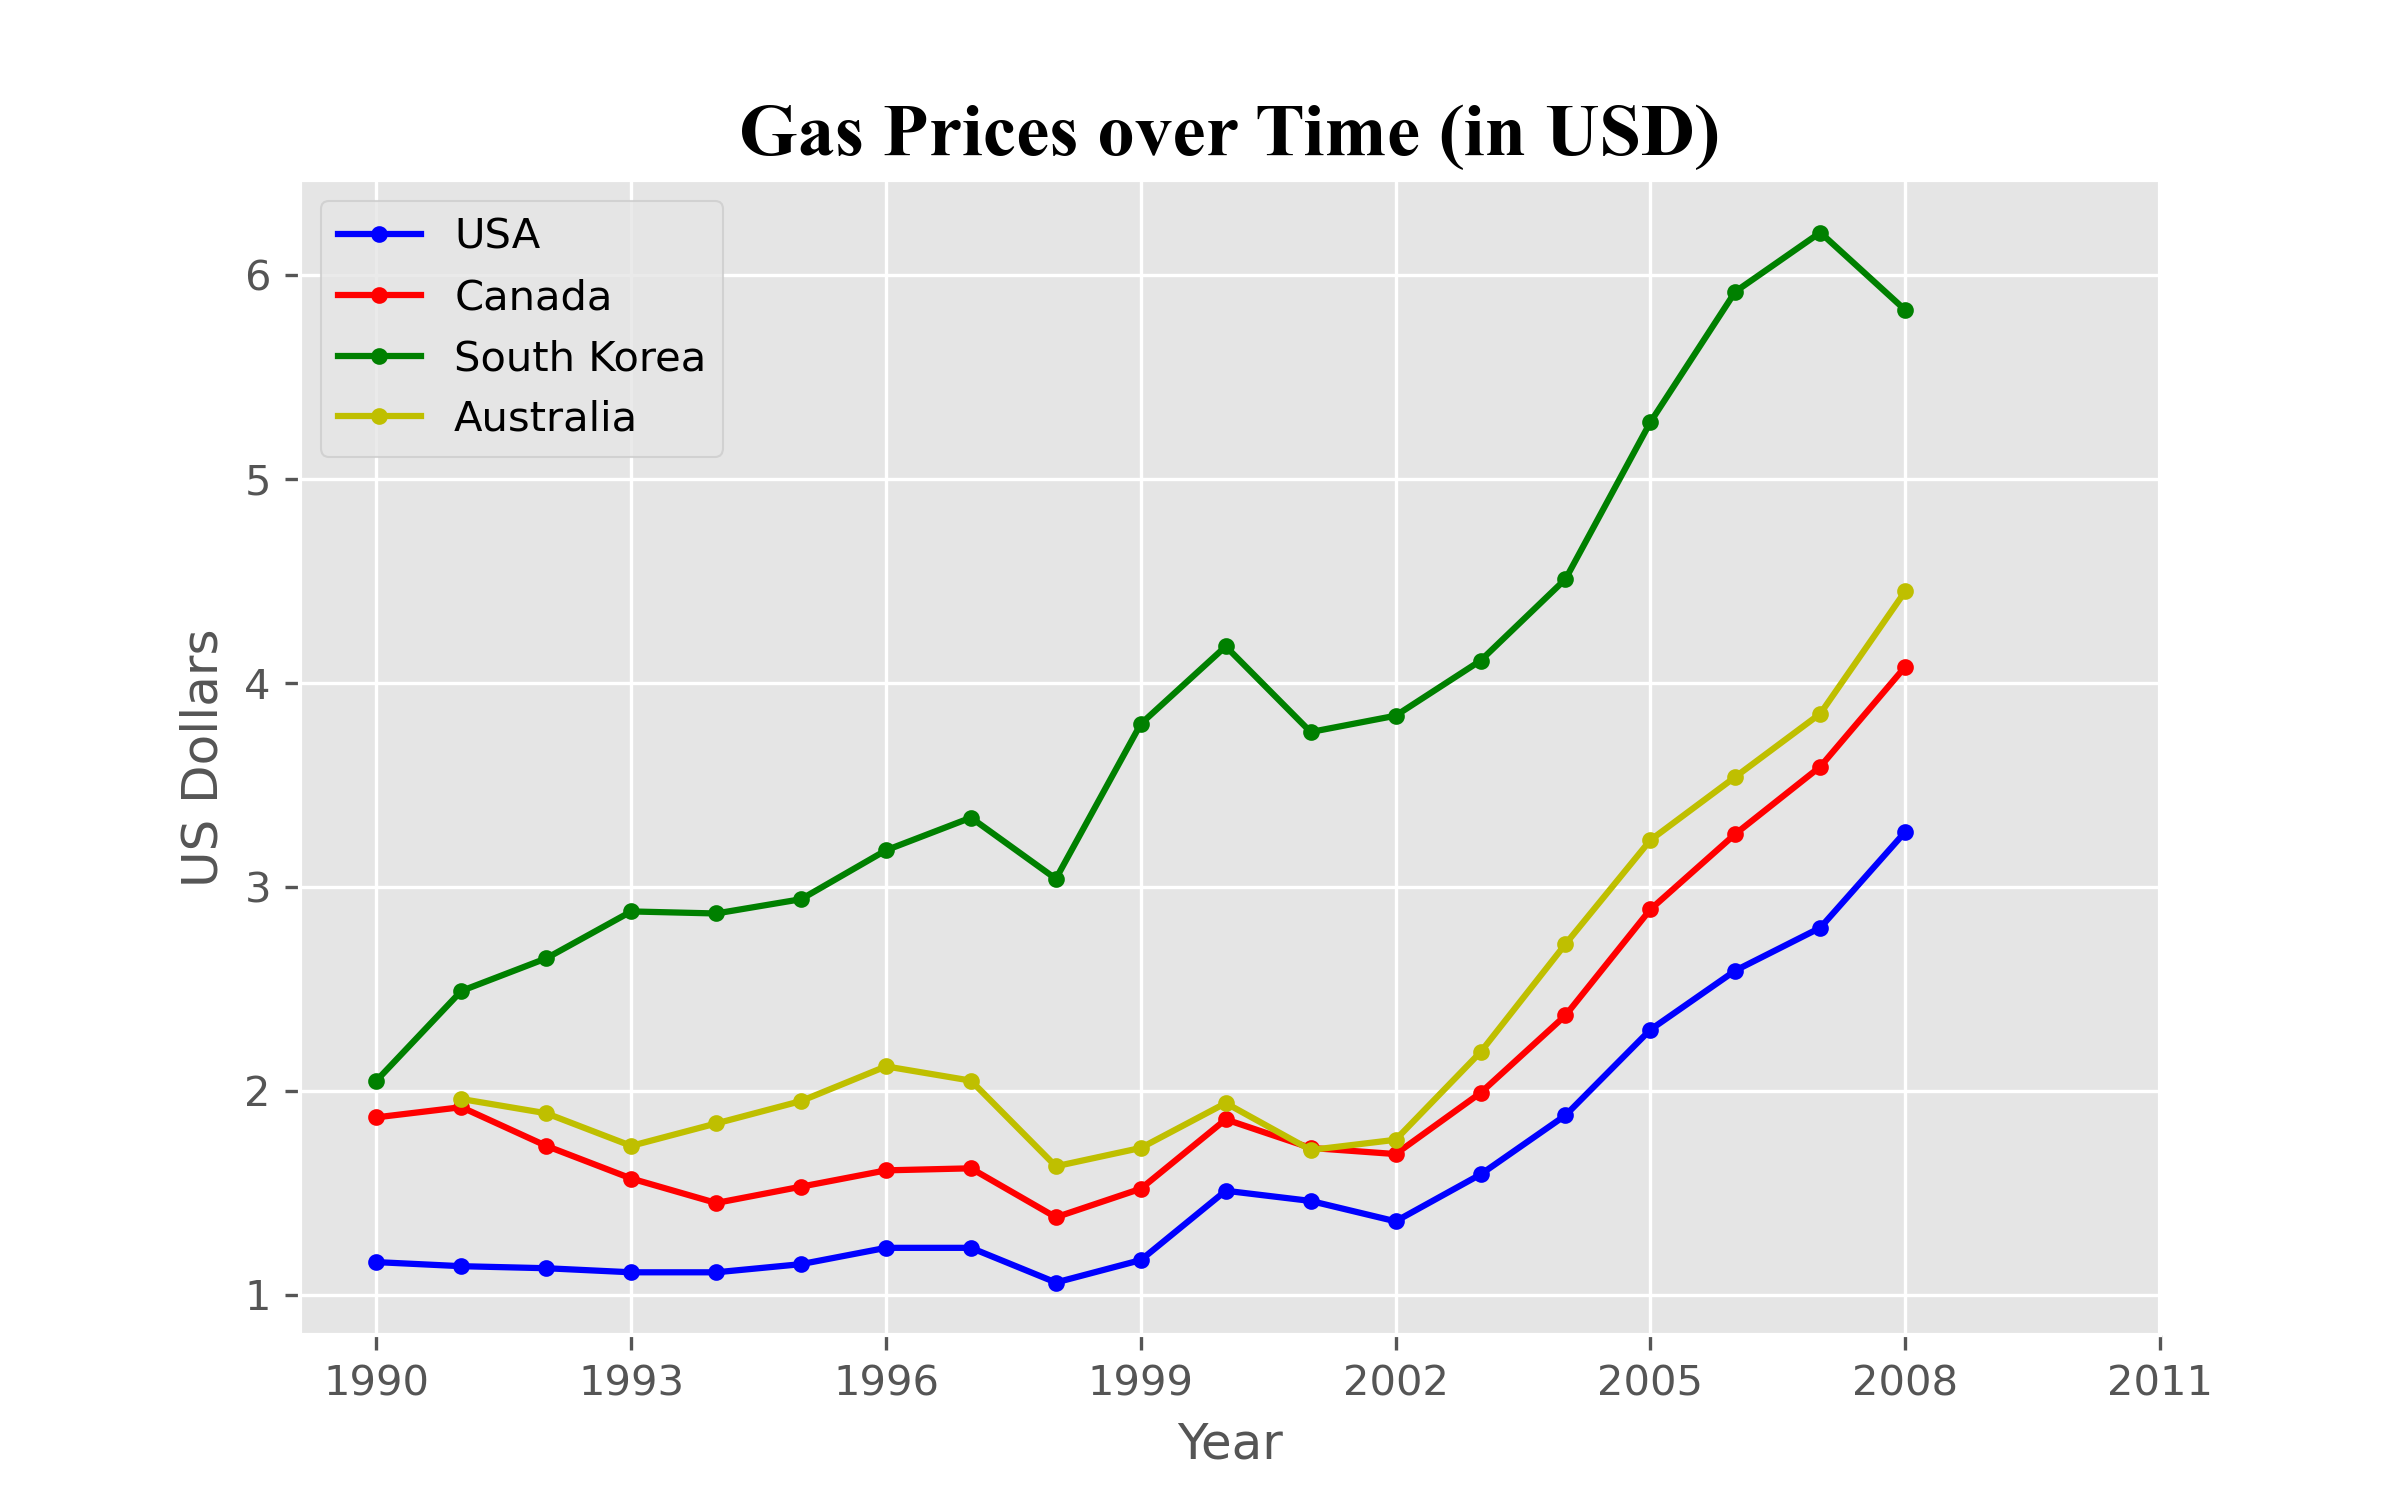 Gas Prices over Time (in USD)
USA
Canada
South Korea
Australia
6
5
4
3
2
1
US Dollars
1990 1993 1996 1999 2002 2005 2008 2011
Year